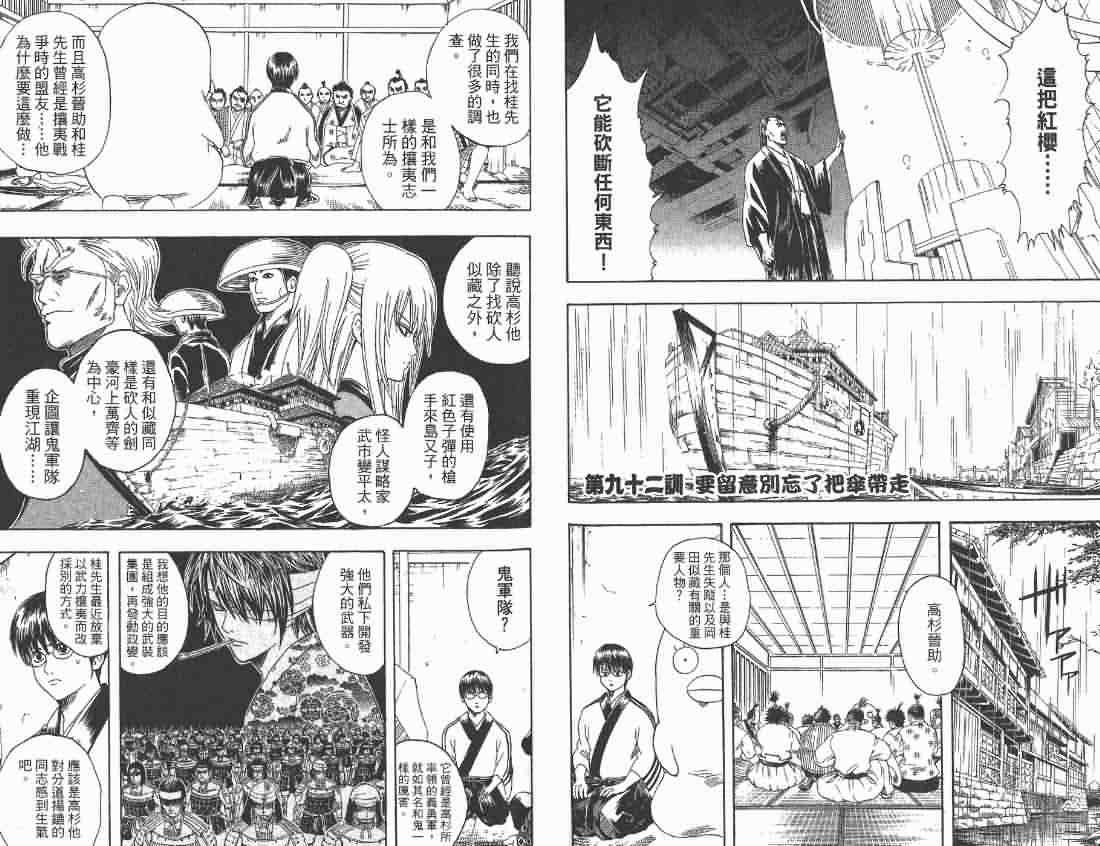 這把紅櫻……
它能砍斷任何東西！
第九十二訓 要留意別忘了把傘帶走
高杉晉助。
那個人…是與桂
先生失蹤以及岡
田似藏有關的重
要人物？
我們在找桂先
生的同時，也
做了很多的調
查。
是和我們一
樣的攘夷志
士所為。
而且高杉晉助和桂
先生曾經是攘夷戰
爭時的盟友……他
為什麼要這麼做…
聽說高杉他
除了找砍人
似藏之外，
還有使用
紅色子彈的槍
手來島又子，
怪人謀略家
武市變平太，
還有和似藏同
樣是砍人的劍
豪河上萬齊等
為中心，
企圖讓鬼軍隊
重現江湖……
鬼軍隊？
它曾經是高杉所
率領的義勇軍，
就如其名和鬼一
樣的厲害。
他們私下開發
強大的武器。
我想他的目的應該
是組成強大的武裝
集團，再發動政變。
桂先生最近放棄
以武力攘夷而改
採別的方式。
應該是高杉他
對分道揚鑣的
同志感到生氣
吧。